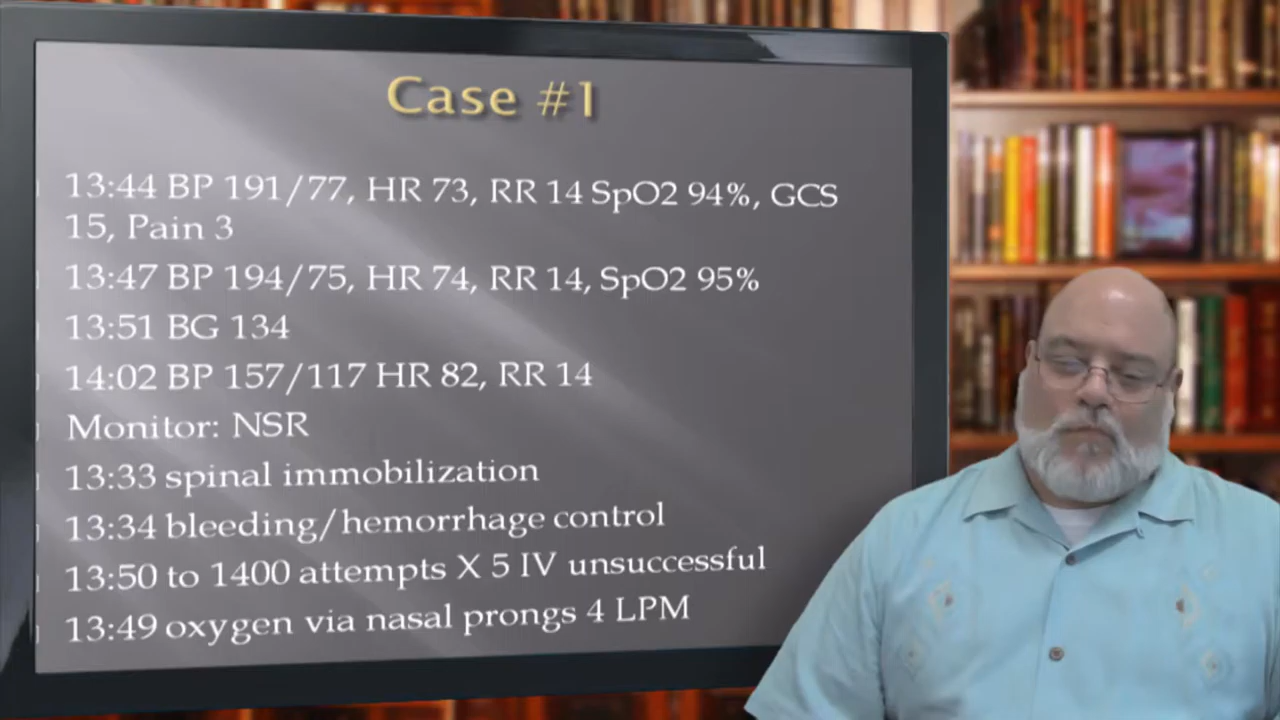 Case #1
13:44 BP 191/77, HR 73, RR 14 SpO2 94%, GCS
15, Pain 3
13:47 BP 194/75, HR 74, RR 14, SpO2 95%
13:51 BG 134
14:02 BP 157/117 HR 82, RR 14
Monitor: NSR
13:33 spinal immobilization
13:34 bleeding/hemorrhage control
13:50 to 1400 attempts X 5 IV unsuccessful
13:49 oxygen via nasal prongs 4 LPM